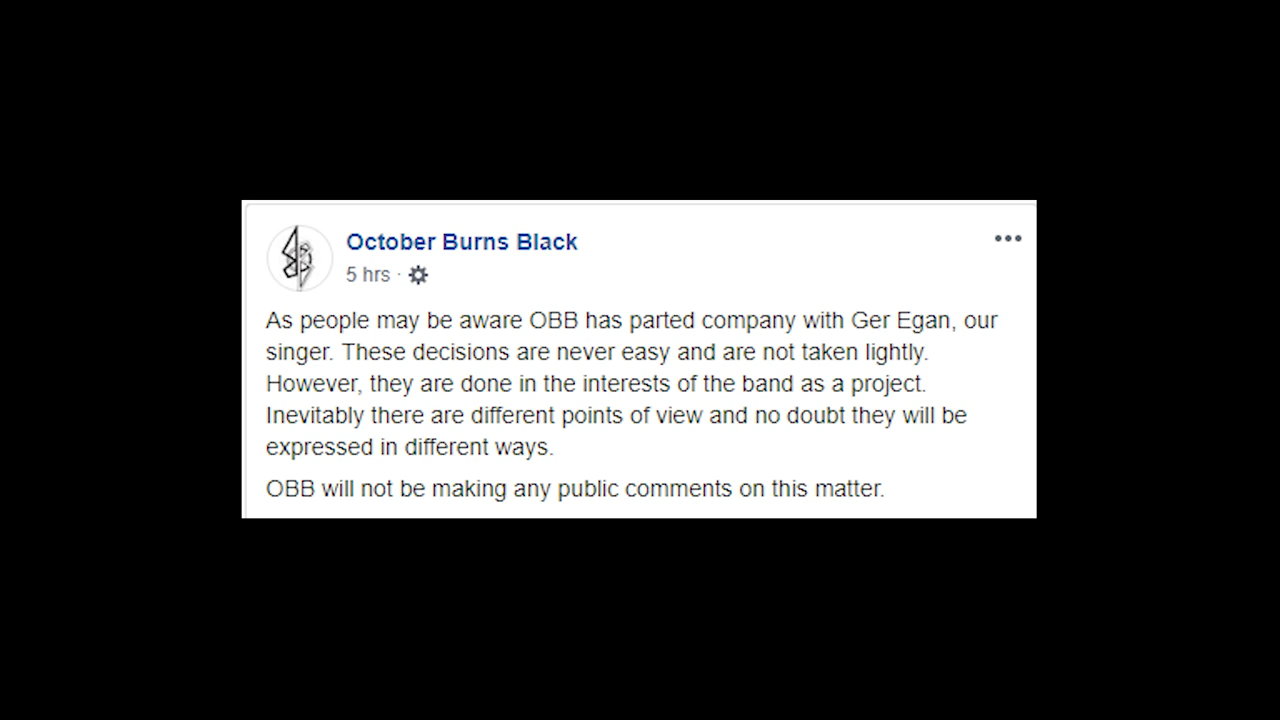 October Burns Black
5 hrs ·
As people may be aware OBB has parted company with Ger Egan, our
singer. These decisions are never easy and are not taken lightly.
However, they are done in the interests of the band as a project.
Inevitably there are different points of view and no doubt they will be
expressed in different ways.
OBB will not be making any public comments on this matter.